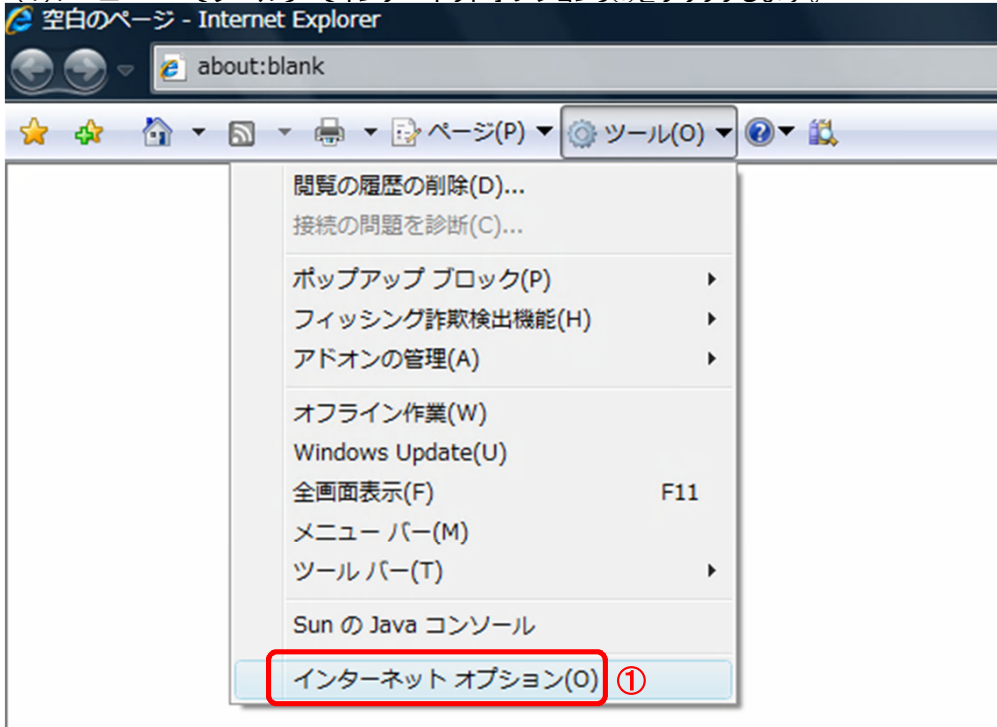 空白のページ - Internet Explorer
about:blank
ページ(P) ツール(O)
閲覧の履歴の削除(D)...
接続の問題を診断(C)...
ポップアップ ブロック(P)
フィッシング詐欺検出機能(H)
アドオンの管理(A)
オフライン作業(W)
Windows Update(U)
全画面表示(F) F11
メニュー バー(M)
ツール バー(T)
Sun の Java コンソール
インターネット オプション(O) ①